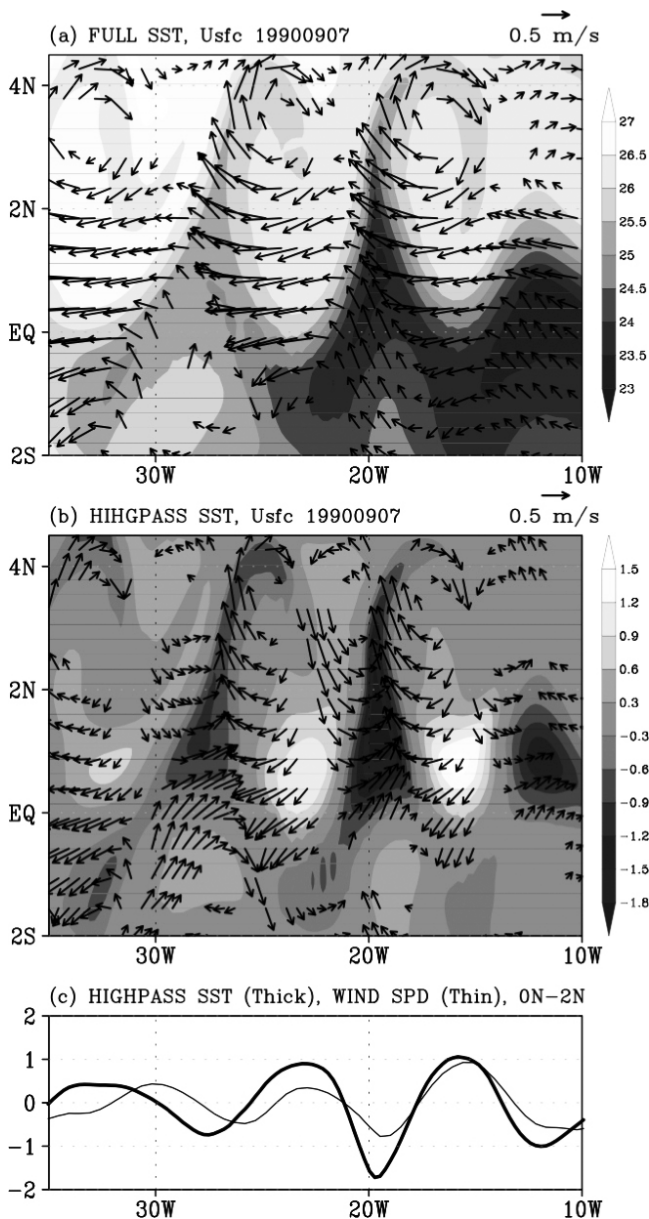 (a) FULL SST, Usfc 19900907 0.5 m/s
4N
2N
EQ
2S
30W 20W 10W
27
26.5
26
25.5
25
24.5
24
23.5
23
(b) HIHGPASS SST, Usfc 19900907 0.5 m/s
4N
2N
EQ
2S
30W 20W 10W
1.5
1.2
0.9
0.6
0.3
−0.3
−0.6
−0.9
−1.2
−1.5
−1.8
(c) HIGHPASS SST (Thick), WIND SPD (Thin), 0N−2N
2
1
0
−1
−2
30W 20W 10W